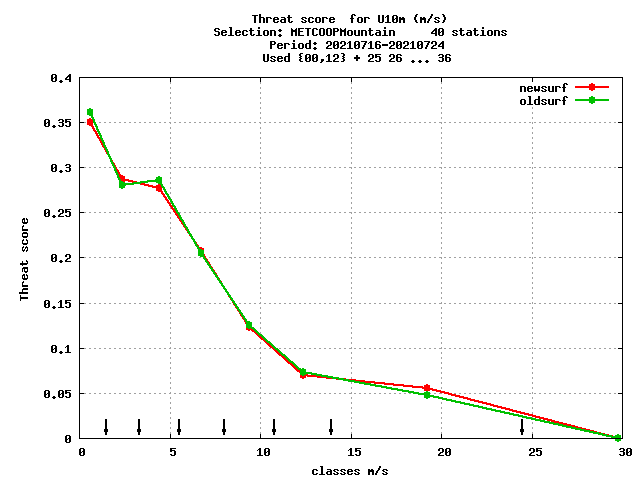 Threat score  for U10m (m/s)
Selection: METCOOPMountain     40 stations
Period: 20210716-20210724
Used {00,12} + 25 26 ... 36
newsurf
oldsurf
0.4
0.35
0.3
0.25
0.2
0.15
0.1
0.05
0
Threat score
0 5 10 15 20 25 30
classes m/s